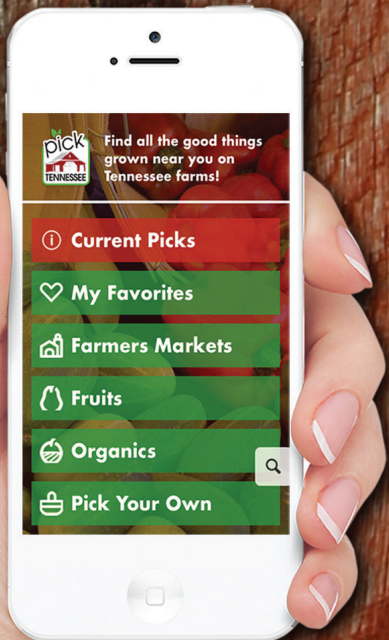 pick
TENNESSEE
Find all the good things
grown near you on
Tennessee farms!
Current Picks
My Favorites
Farmers Markets
Fruits
Organics
Pick Your Own